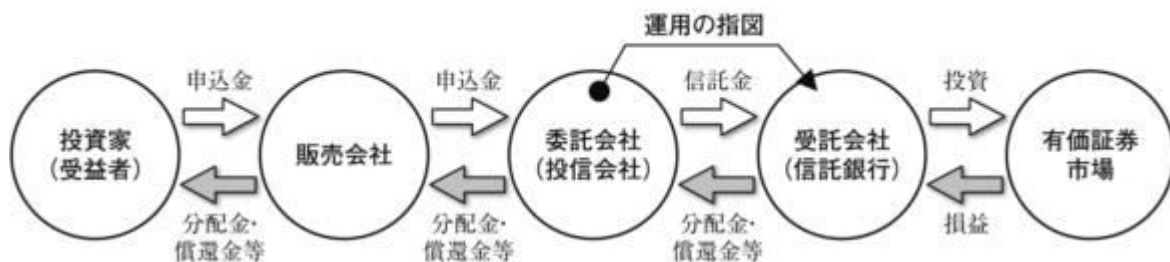 運用の指図
申込金
申込金
信託金
投資
投資家
(受益者)
販売会社
委託会社
(投信会社)
受託会社
(信託銀行)
有価証券
市場
分配金・
償還金等
分配金・
償還金等
分配金・
償還金等
損益